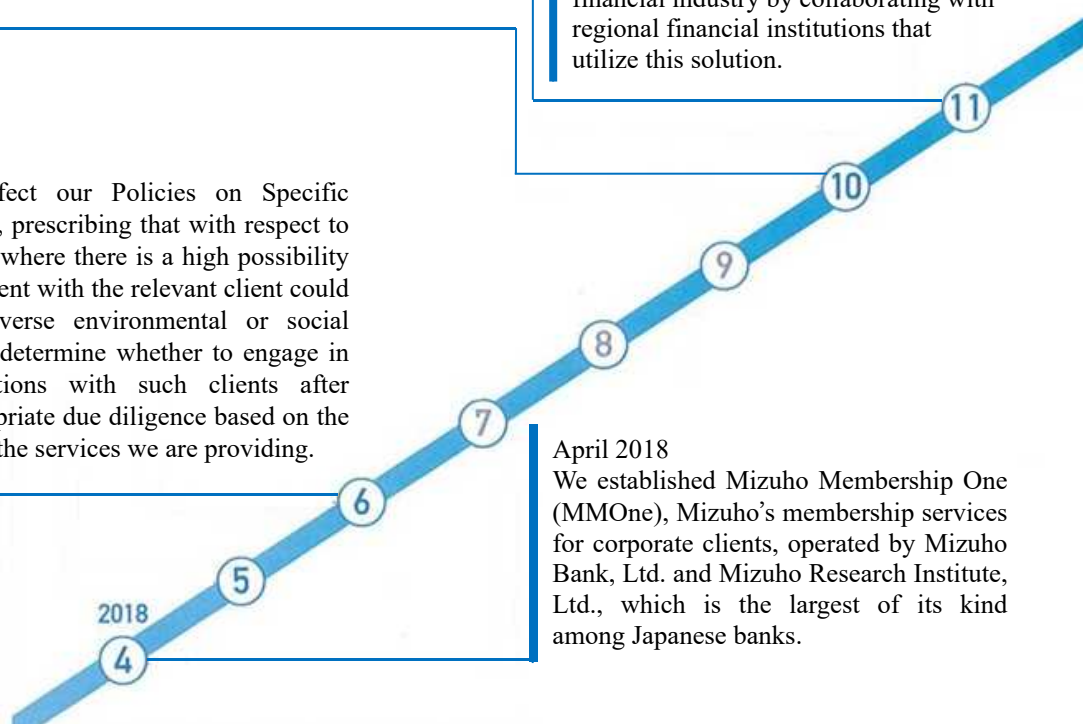 financial industry by collaborating with
regional financial institutions that
utilize this solution.
11
10
our Policies on Specific
, prescribing that with respect to
where there is a high possibility
with the relevant client could
environmental or social
determine whether to engage in
with such clients after
due diligence based on the
the services we are providing.
9
8
7
6
5
2018
4
April 2018
We established Mizuho Membership One
(MMOne), Mizuho’s membership services
for corporate clients, operated by Mizuho
Bank, Ltd. and Mizuho Research Institute,
Ltd., which is the largest of its kind
among Japanese banks.